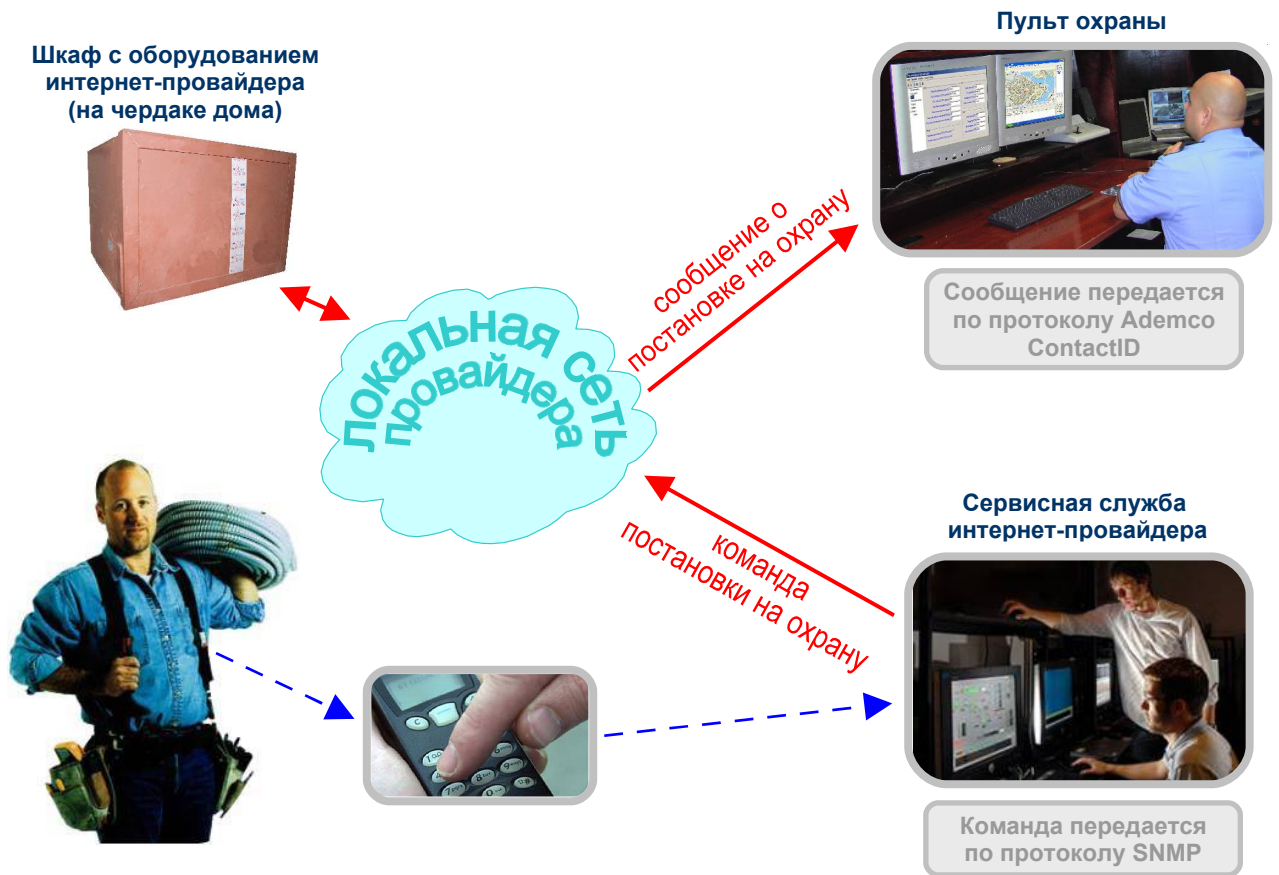 Пульт охраны
Шкаф с оборудованием
интернет-провайдера
(на чердаке дома)
сообщение о
постановке на охрану
Сообщение передается
по протоколу Ademco
ContactID
локальная сеть
провайдера
Сервисная служба
интернет-провайдера
команда
постановки на охрану
Команда передается
по протоколу SNMP